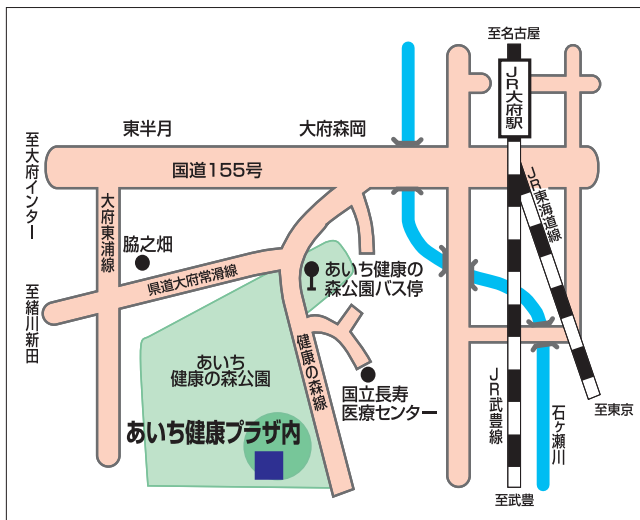 至名古屋
JR大府駅
東半月
大府森岡
国道155号
至大府インター
大府東浦線
JR東海道線
脇之畑
県道大府常滑線
あいち健康の
森公園バス停
至緒川新田
健康の森線
あいち
健康の森公園
国立長寿
医療センター
JR武豊線
石ヶ瀬川
至東京
あいち健康プラザ内
至武豊